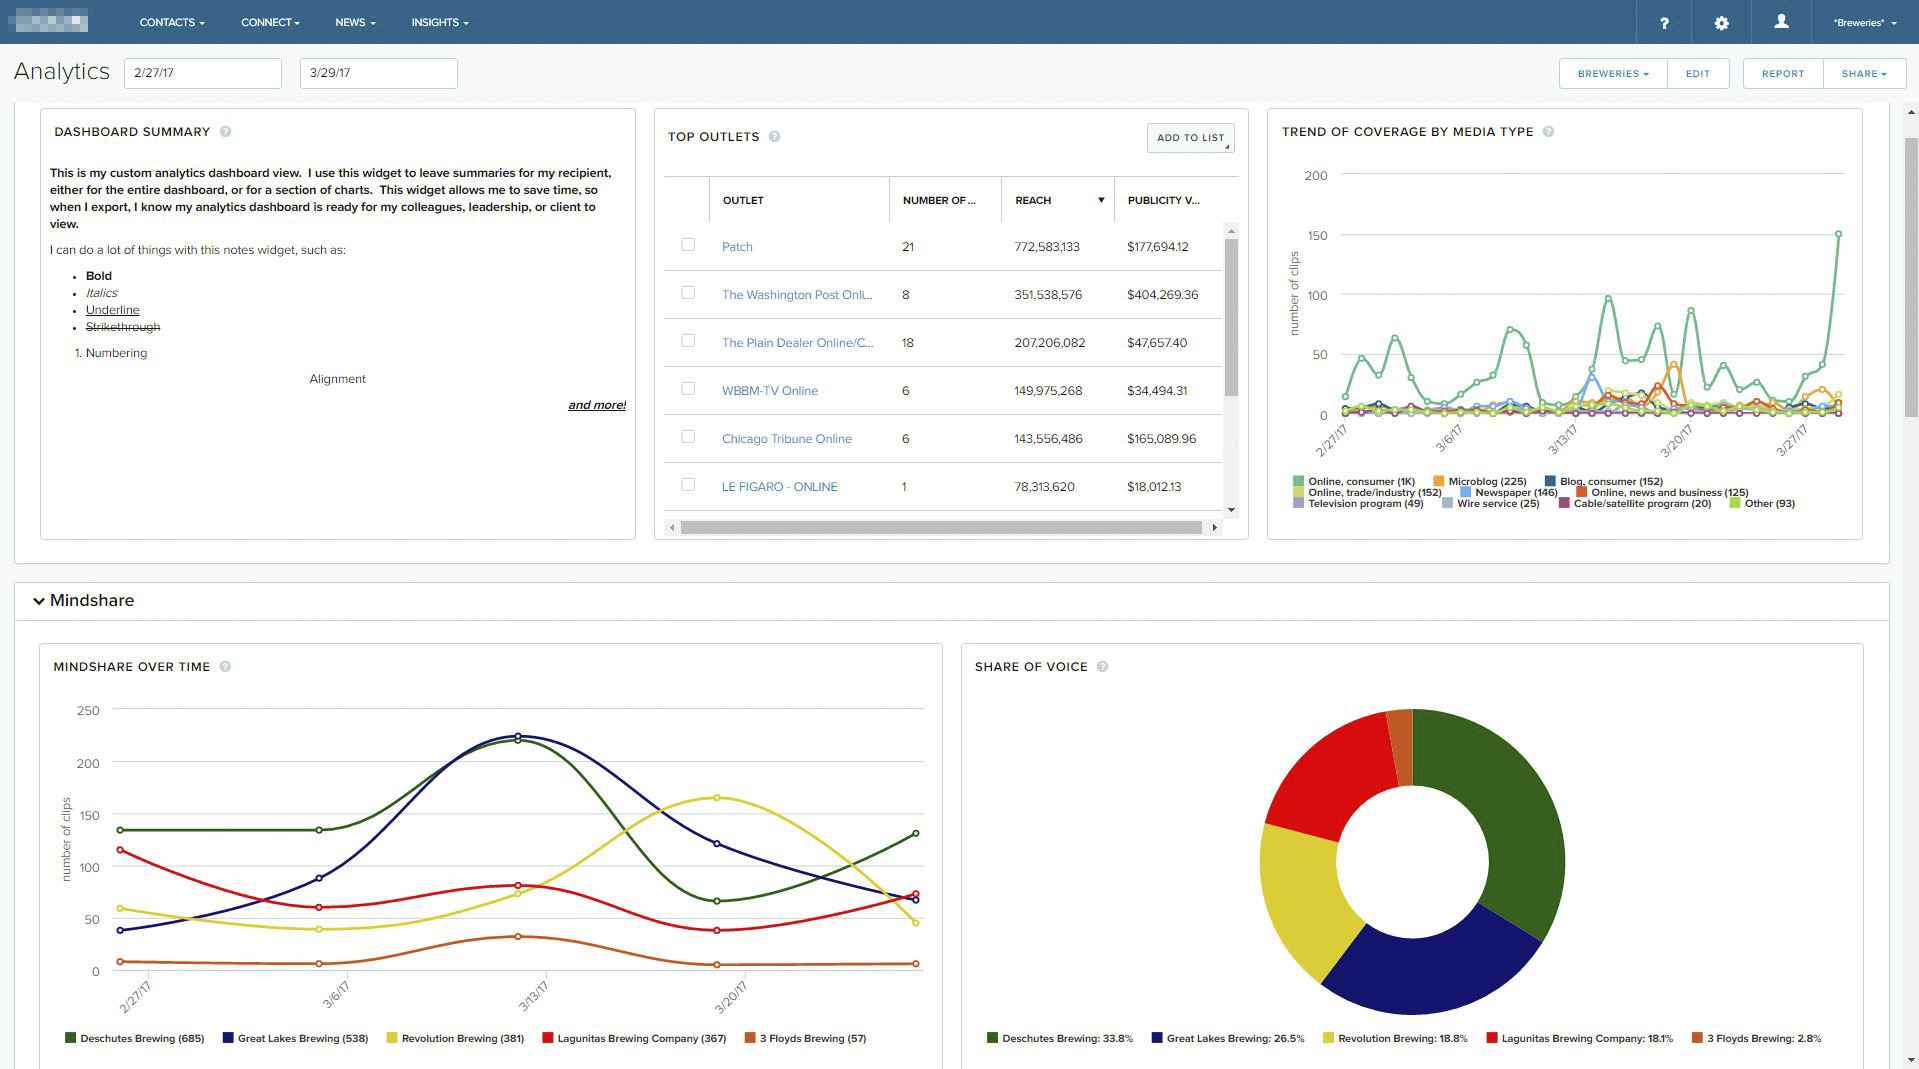 CONTACTS CONNECT NEWS INSIGHTS ? *Breweries*
Analytics 2/27/17 3/29/17 BREWERIES EDIT REPORT SHARE
DASHBOARD SUMMARY ?
This is my custom analytics dashboard view. I use this widget to leave summaries for my recipient,
either for the entire dashboard, or for a section of charts. This widget allows me to save time, so
when I export, I know my analytics dashboard is ready for my colleagues, leadership, or client to
view.
I can do a lot of things with this notes widget, such as:
• Bold
• Italics
• Underline
• Strikethrough
1. Numbering
Alignment
and more!
TOP OUTLETS ? ADD TO LIST
OUTLET NUMBER OF... REACH PUBLICITY V...
Patch 21 772,583,133 $177,694.12
The Washington Post Onli... 8 351,538,576 $404,269.36
The Plain Dealer Online/C... 18 207,206,082 $47,657.40
WBBM-TV Online 6 149,975,268 $34,494.31
Chicago Tribune Online 6 143,556,486 $165,089.96
LE FIGARO - ONLINE 1 78,313,620 $18,012.13
TREND OF COVERAGE BY MEDIA TYPE ?
number of clips
200
150
100
50
0
2/27/17 3/6/17 3/13/17 3/20/17 3/27/17
Online, consumer (1K) Microblog (225) Blog, consumer (152)
Online, trade/industry (152) Newspaper (146) Online, news and business (125)
Television program (49) Wire service (25) Cable/satellite program (20) Other (93)
Mindshare
MINDSHARE OVER TIME ?
number of clips
250
200
150
100
50
0
2/27/17 3/6/17 3/13/17 3/20/17
Deschutes Brewing (685) Great Lakes Brewing (538) Revolution Brewing (381) Lagunitas Brewing Company (367) 3 Floyds Brewing (57)
SHARE OF VOICE ?
Deschutes Brewing: 33.8% Great Lakes Brewing: 26.5% Revolution Brewing: 18.8% Lagunitas Brewing Company: 18.1% 3 Floyds Brewing: 2.8%